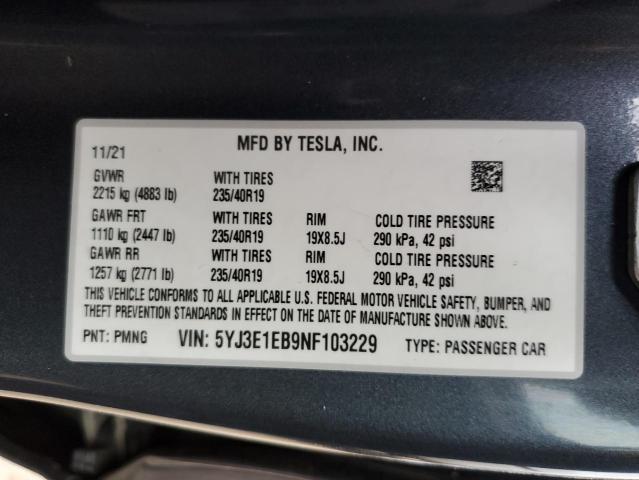 MFD BY TESLA, INC.
11/21
GVWR WITH TIRES
2215 kg (4883 lb) 235/40R19
GAWR FRT WITH TIRES RIM COLD TIRE PRESSURE
1110 kg (2447 lb) 235/40R19 19X8.5J 290 kPa, 42 psi
GAWR RR WITH TIRES RIM COLD TIRE PRESSURE
1257 kg (2771 lb) 235/40R19 19X8.5J 290 kPa, 42 psi
THIS VEHICLE CONFORMS TO ALL APPLICABLE U.S. FEDERAL MOTOR VEHICLE SAFETY, BUMPER, AND
THEFT PREVENTION STANDARDS IN EFFECT ON THE DATE OF MANUFACTURE SHOWN ABOVE.
PNT: PMNG VIN: 5YJ3E1EB9NF103229 TYPE: PASSENGER CAR